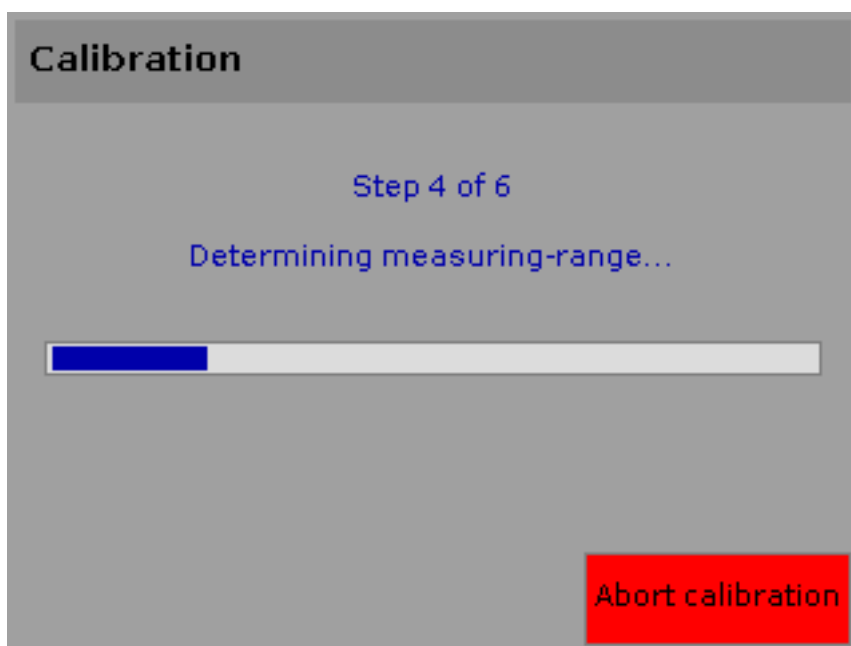 Calibration
Step 4 of 6
Determining measuring-range...
Abort calibration